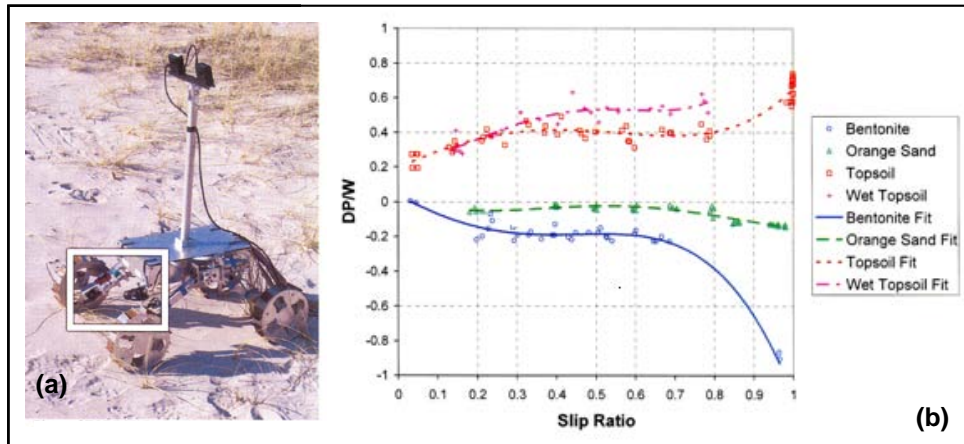 (a)
1
0.8
0.6
0.4
0.2
0
-0.2
-0.4
-0.6
-0.8
-1
DP/W
0 0.1 0.2 0.3 0.4 0.5 0.6 0.7 0.8 0.9 1
Slip Ratio
Bentonite
Orange Sand
Topsoil
Wet Topsoil
Bentonite Fit
Orange Sand Fit
Topsoil Fit
Wet Topsoil Fit
(b)